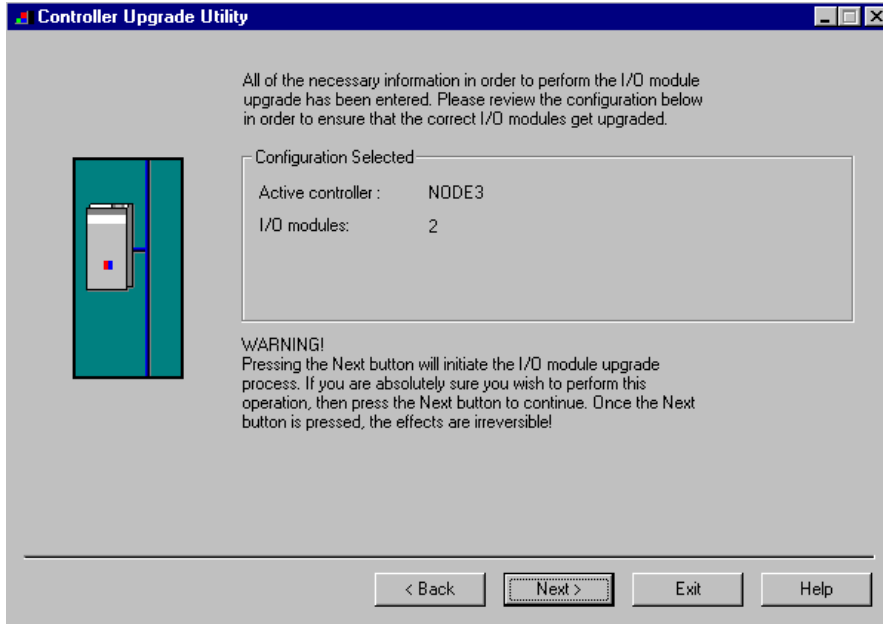 Controller Upgrade Utility
All of the necessary information in order to perform the I/O module
upgrade has been entered. Please review the configuration below
in order to ensure that the correct I/O modules get upgraded.
Configuration Selected
Active controller : NODE3
I/O modules: 2
WARNING!
Pressing the Next button will initiate the I/O module upgrade
process. If you are absolutely sure you wish to perform this
operation, then press the Next button to continue. Once the Next
button is pressed, the effects are irreversible!
< Back Next > Exit Help